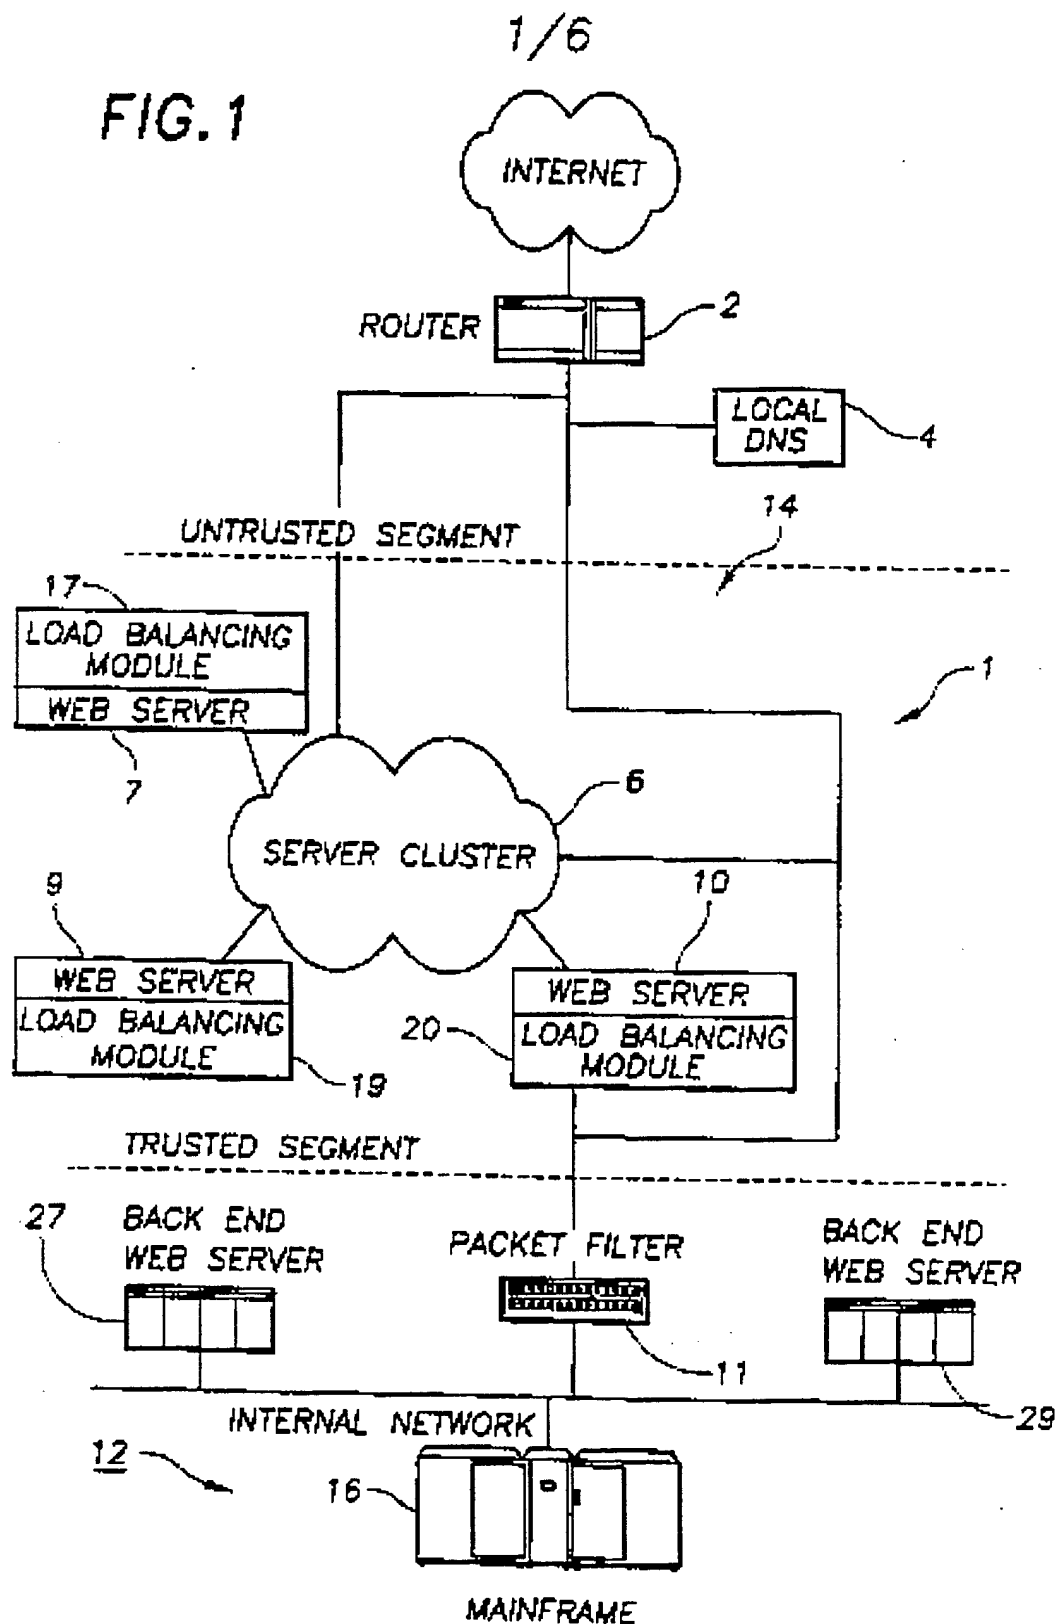 1/6
FIG. 1
INTERNET
ROUTER
2
LOCAL
DNS
4
14
UNTRUSTED SEGMENT
17
LOAD BALANCING
MODULE
WEB SERVER
7
1
6
SERVER CLUSTER
9
10
WEB SERVER
LOAD BALANCING
MODULE
19
WEB SERVER
20
LOAD BALANCING
MODULE
TRUSTED SEGMENT
27
BACK END
WEB SERVER
PACKET FILTER
BACK END
WEB SERVER
11
29
INTERNAL NETWORK
12
16
MAINFRAME